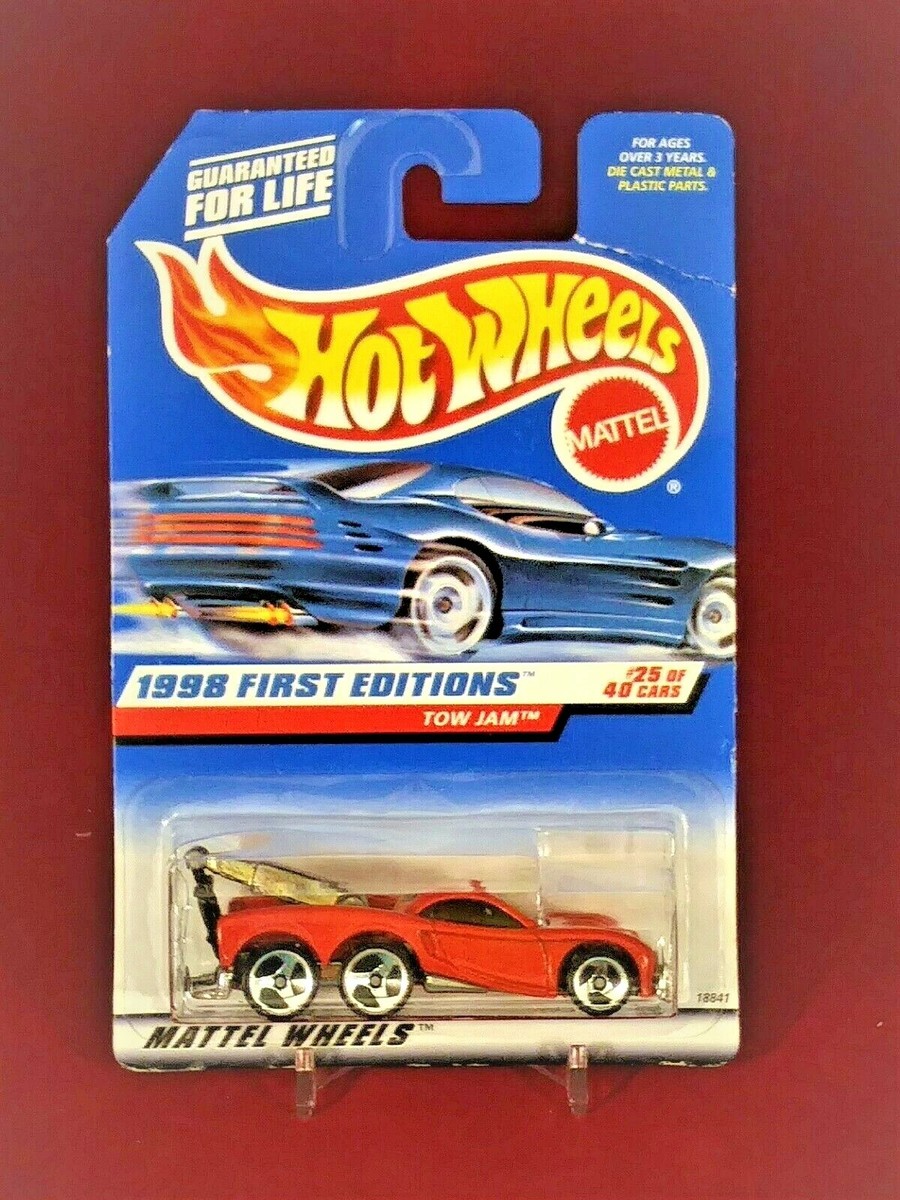 GUARANTEED
FOR LIFE
FOR AGES
OVER 3 YEARS.
DIE CAST METAL &
PLASTIC PARTS.
HOT WHEELS
MATTEL
®
1998 FIRST EDITIONS™
#25 OF
40 CARS
TOW JAM™
18841
MATTEL WHEELS™